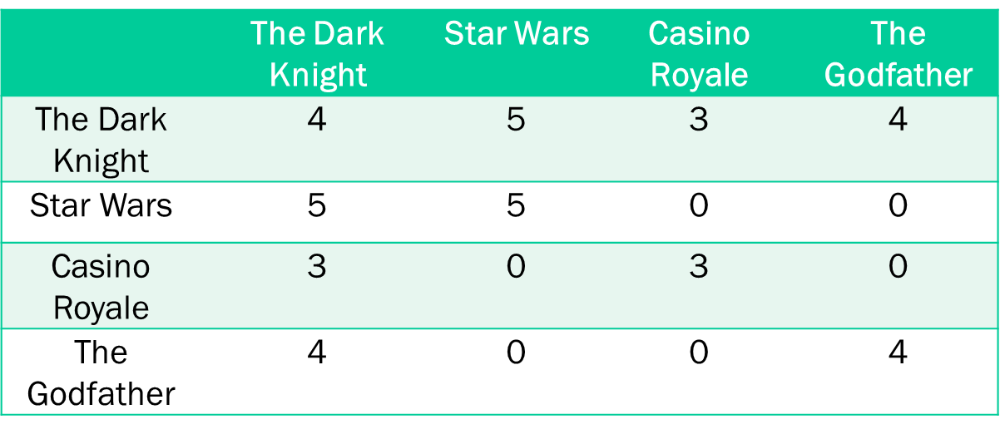 The Dark Knight Star Wars Casino Royale The Godfather
The Dark Knight 4 5 3 4
Star Wars 5 5 0 0
Casino Royale 3 0 3 0
The Godfather 4 0 0 4